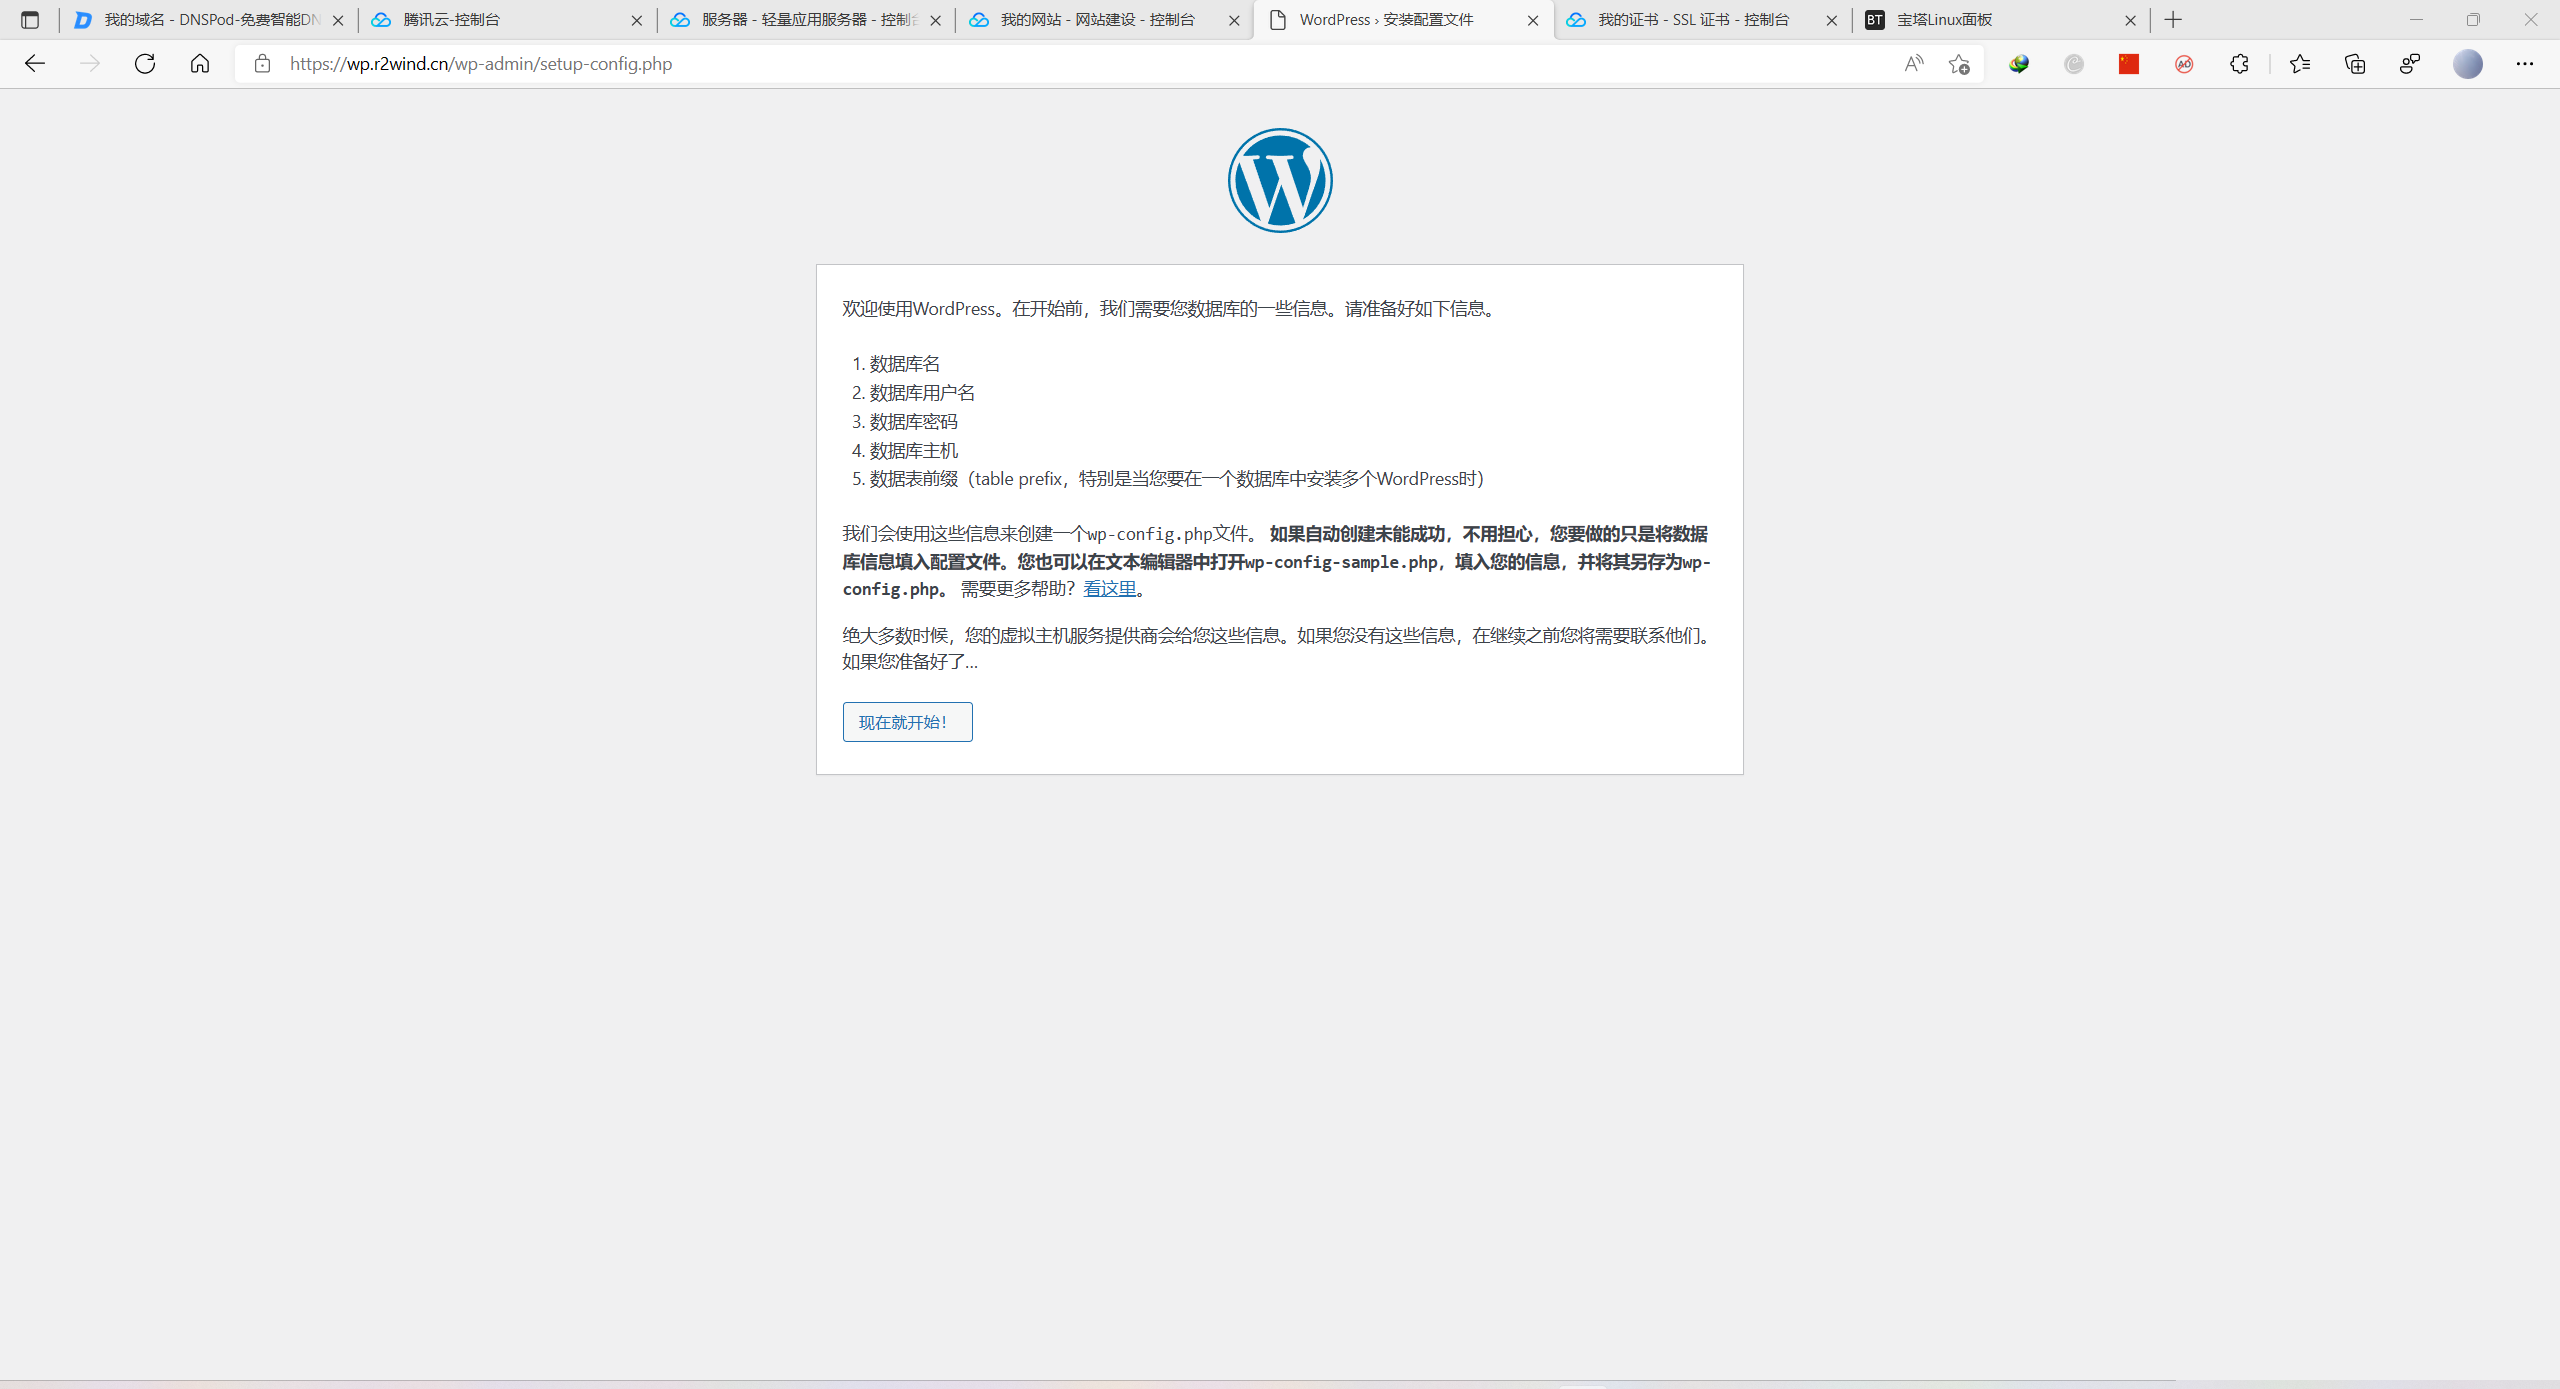 我的域名 - DNSPod-免费智能DN
腾讯云-控制台
服务器 - 轻量应用服务器 - 控制台
我的网站 - 网站建设 - 控制台
WordPress › 安装配置文件
我的证书 - SSL 证书 - 控制台
BT 宝塔Linux面板
https://wp.r2wind.cn/wp-admin/setup-config.php
欢迎使用WordPress。在开始前，我们需要您数据库的一些信息。请准备好如下信息。
1. 数据库名
2. 数据库用户名
3. 数据库密码
4. 数据库主机
5. 数据表前缀（table prefix，特别是当您要在一个数据库中安装多个WordPress时）
我们会使用这些信息来创建一个wp-config.php文件。 如果自动创建未能成功，不用担心，您要做的只是将数据
库信息填入配置文件。您也可以在文本编辑器中打开wp-config-sample.php，填入您的信息，并将其另存为wp-
config.php。 需要更多帮助？看这里。
绝大多数时候，您的虚拟主机服务提供商会给您这些信息。如果您没有这些信息，在继续之前您将需要联系他们。
如果您准备好了…
现在就开始！